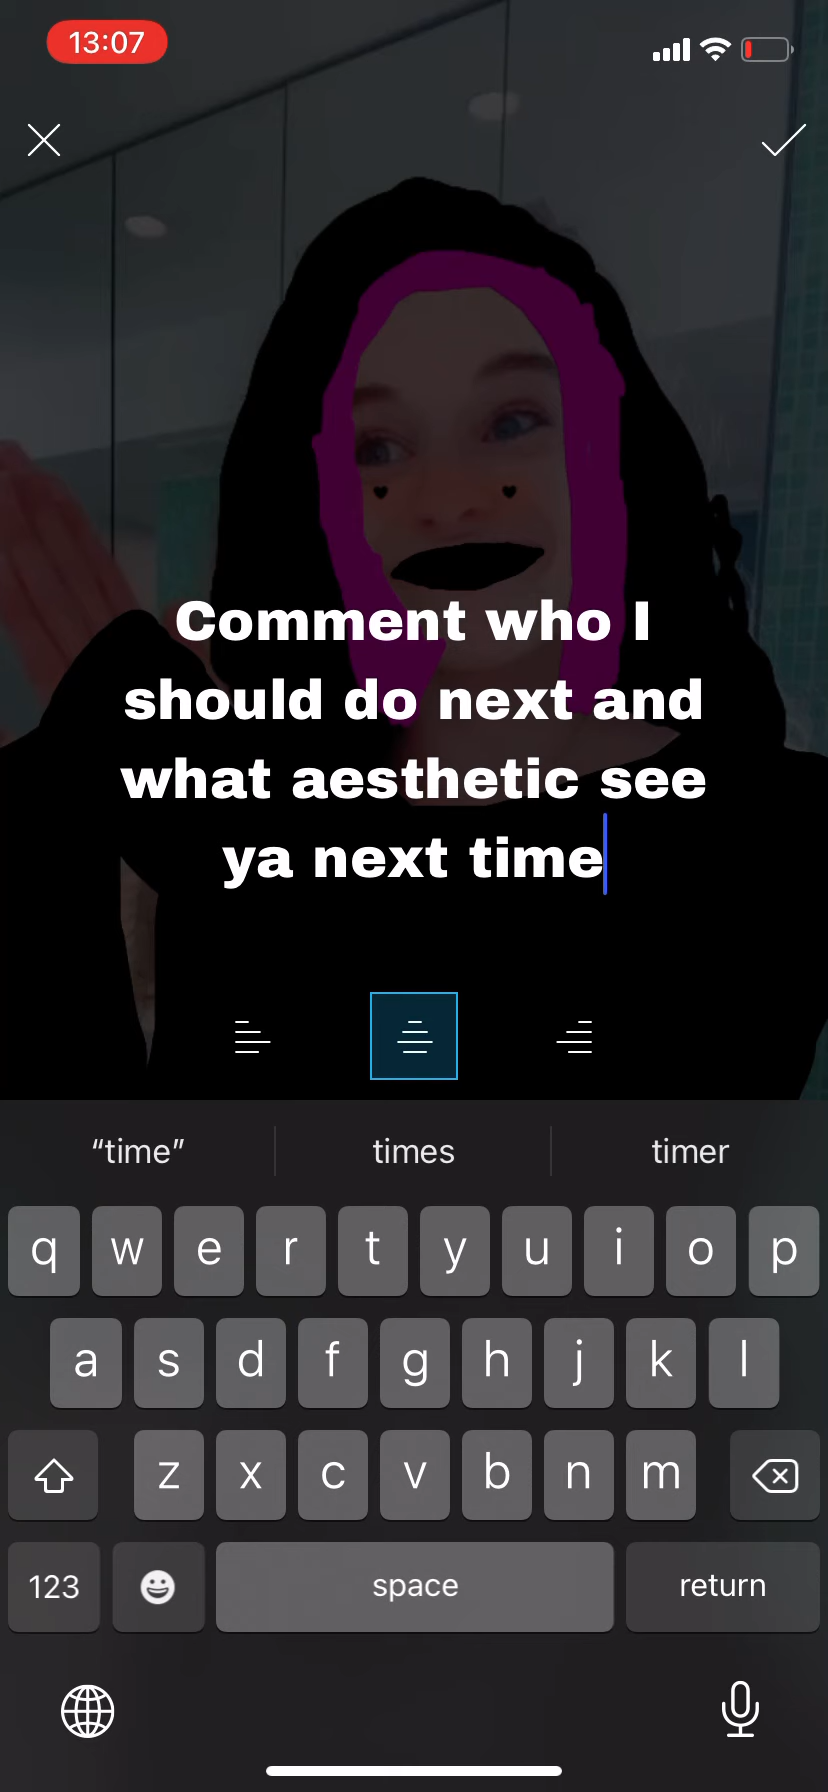 13:07
Comment who I
should do next and
what aesthetic see
ya next time
“time” times timer
q w e r t y u i o p
a s d f g h j k l
z x c v b n m
123 space return